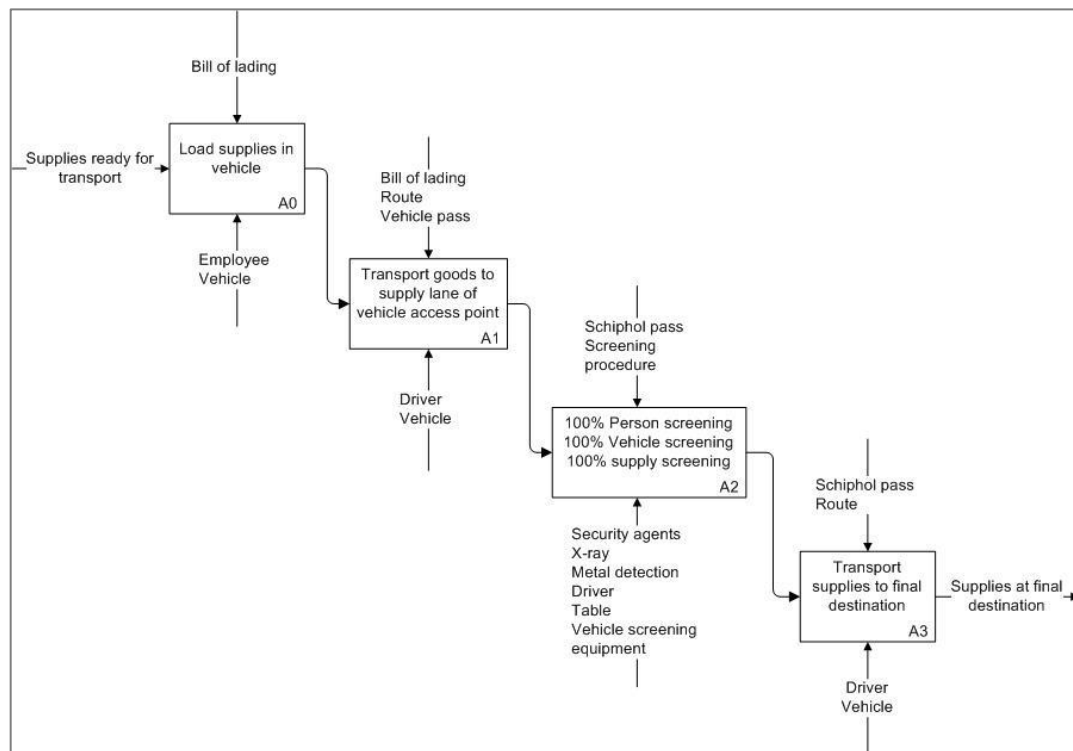 Bill of lading
Supplies ready for
transport
Load supplies in
vehicle
A0
Employee
Vehicle
Bill of lading
Route
Vehicle pass
Transport goods to
supply lane of
vehicle access point
A1
Driver
Vehicle
Schiphol pass
Screening
procedure
100% Person screening
100% Vehicle screening
100% supply screening
A2
Security agents
X-ray
Metal detection
Driver
Table
Vehicle screening
equipment
Schiphol pass
Route
Transport
supplies to final
destination
A3
Supplies at final
destination
Driver
Vehicle